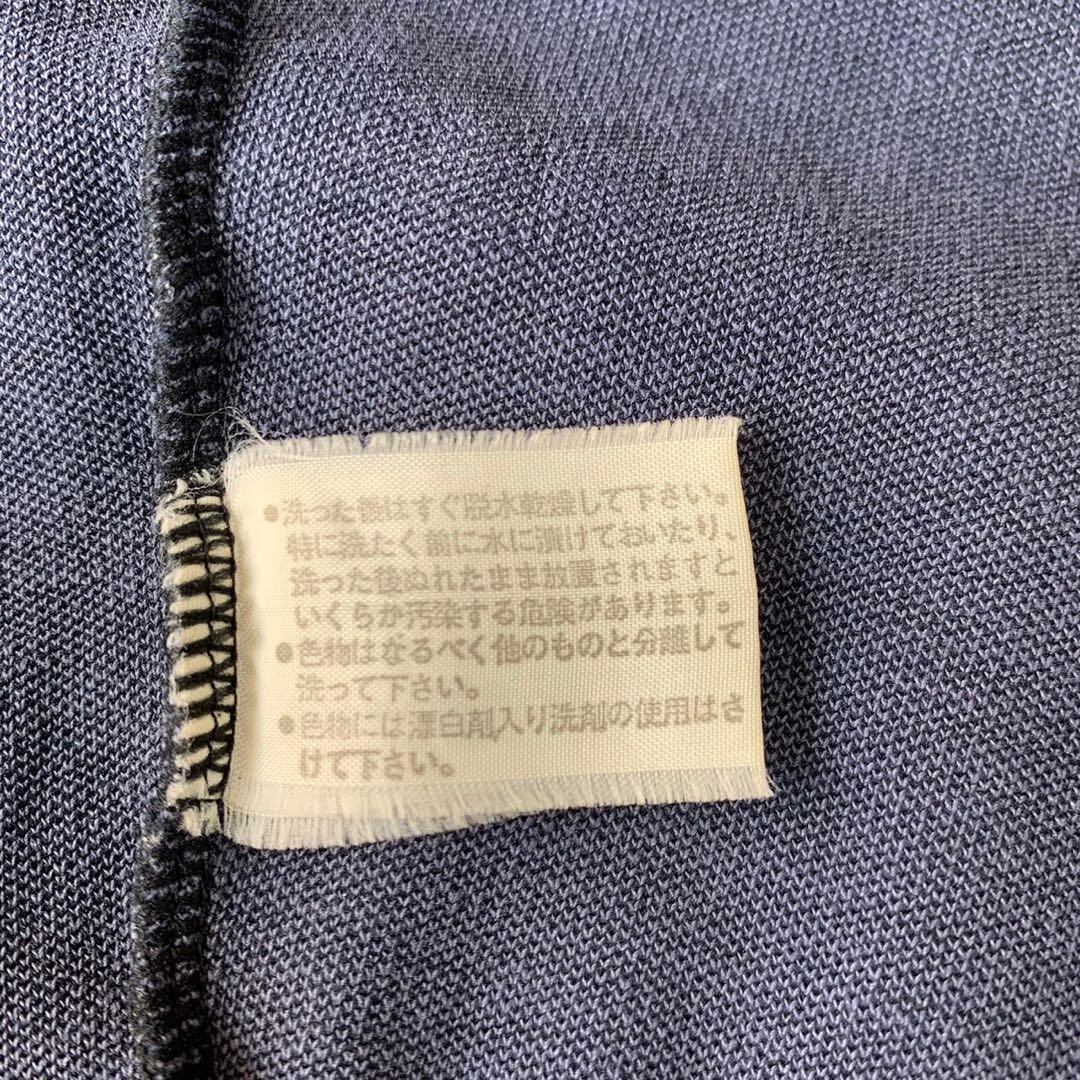 ●洗った後はすぐ脱水乾燥して下さい。
特に洗たく前に水に漬けておいたり、
洗った後ぬれたまま放置されますと
いくらか汚染する危険があります。
●色物はなるべく他のものと分離して
洗って下さい。
●色物には漂白剤入り洗剤の使用はさ
けて下さい。